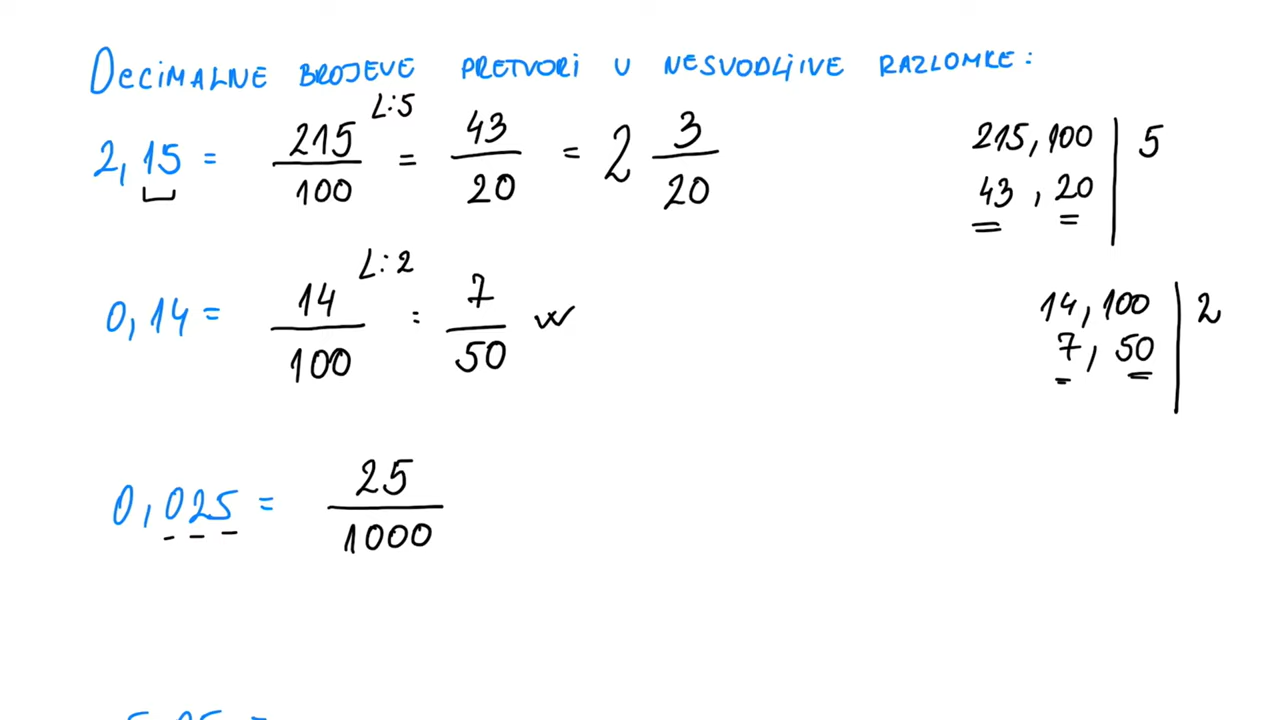 DECIMALNE BROJEVE PRETVORI U NESVODLJIVE RAZLOMKE:
2,15 = 215/100 L:5 = 43/20 = 2 3/20
215, 100 | 5
43, 20
0,14 = 14/100 L:2 = 7/50
14, 100 | 2
7, 50
0,025 = 25/1000